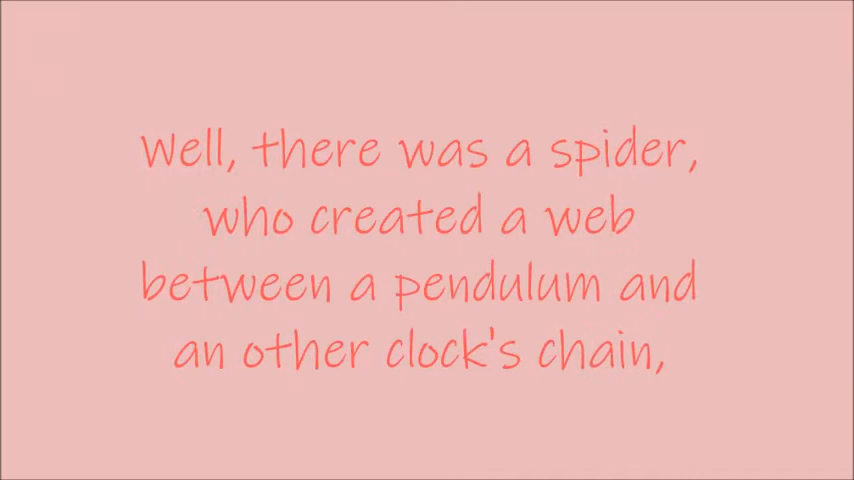 Well, there was a spider,
who created a web
between a pendulum and
an other clock's chain,